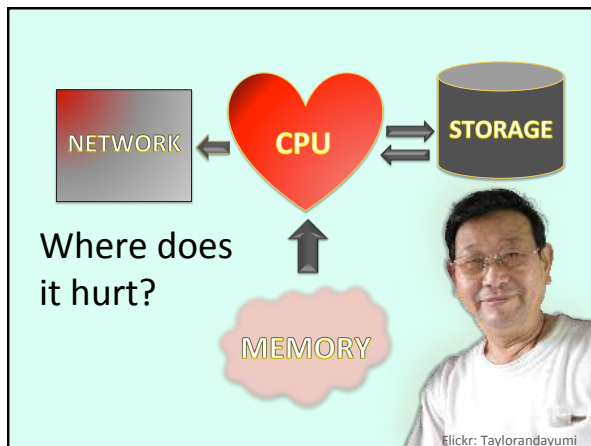 NETWORK
CPU
STORAGE
Where does
it hurt?
MEMORY
Flickr: Taylorandayumi